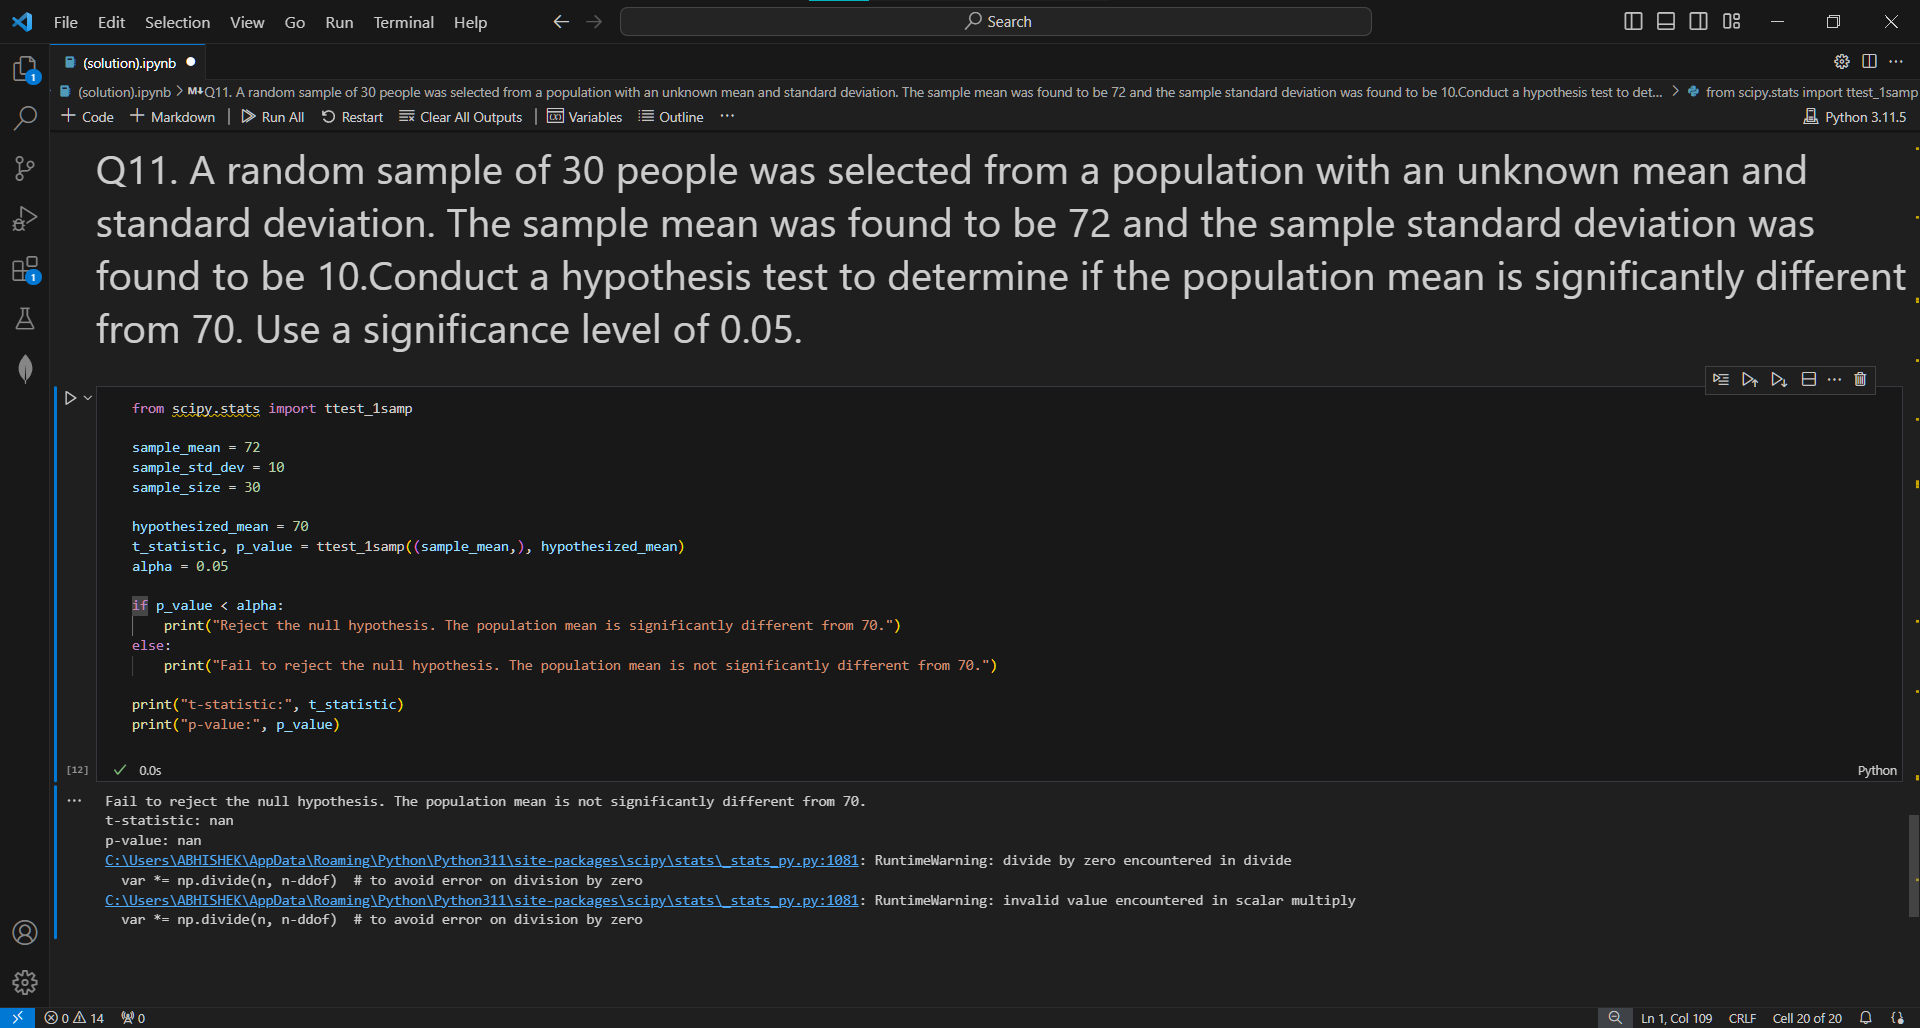 File Edit Selection View Go Run Terminal Help
Search
(solution).ipynb
(solution).ipynb > M↓Q11. A random sample of 30 people was selected from a population with an unknown mean and standard deviation. The sample mean was found to be 72 and the sample standard deviation was found to be 10.Conduct a hypothesis test to det... > from scipy.stats import ttest_1samp
+ Code + Markdown | Run All Restart Clear All Outputs | Variables Outline ···
Python 3.11.5
Q11. A random sample of 30 people was selected from a population with an unknown mean and
standard deviation. The sample mean was found to be 72 and the sample standard deviation was
found to be 10.Conduct a hypothesis test to determine if the population mean is significantly different
from 70. Use a significance level of 0.05.
from scipy.stats import ttest_1samp
sample_mean = 72
sample_std_dev = 10
sample_size = 30
hypothesized_mean = 70
t_statistic, p_value = ttest_1samp((sample_mean,), hypothesized_mean)
alpha = 0.05
if p_value < alpha:
    print("Reject the null hypothesis. The population mean is significantly different from 70.")
else:
    print("Fail to reject the null hypothesis. The population mean is not significantly different from 70.")
print("t-statistic:", t_statistic)
print("p-value:", p_value)
[12] ✓ 0.0s
Python
Fail to reject the null hypothesis. The population mean is not significantly different from 70.
t-statistic: nan
p-value: nan
C:\Users\ABHISHEK\AppData\Roaming\Python\Python311\site-packages\scipy\stats\_stats_py.py:1081: RuntimeWarning: divide by zero encountered in divide
  var *= np.divide(n, n-ddof)  # to avoid error on division by zero
C:\Users\ABHISHEK\AppData\Roaming\Python\Python311\site-packages\scipy\stats\_stats_py.py:1081: RuntimeWarning: invalid value encountered in scalar multiply
  var *= np.divide(n, n-ddof)  # to avoid error on division by zero
1
1
0 14 0
Ln 1, Col 109 CRLF Cell 20 of 20